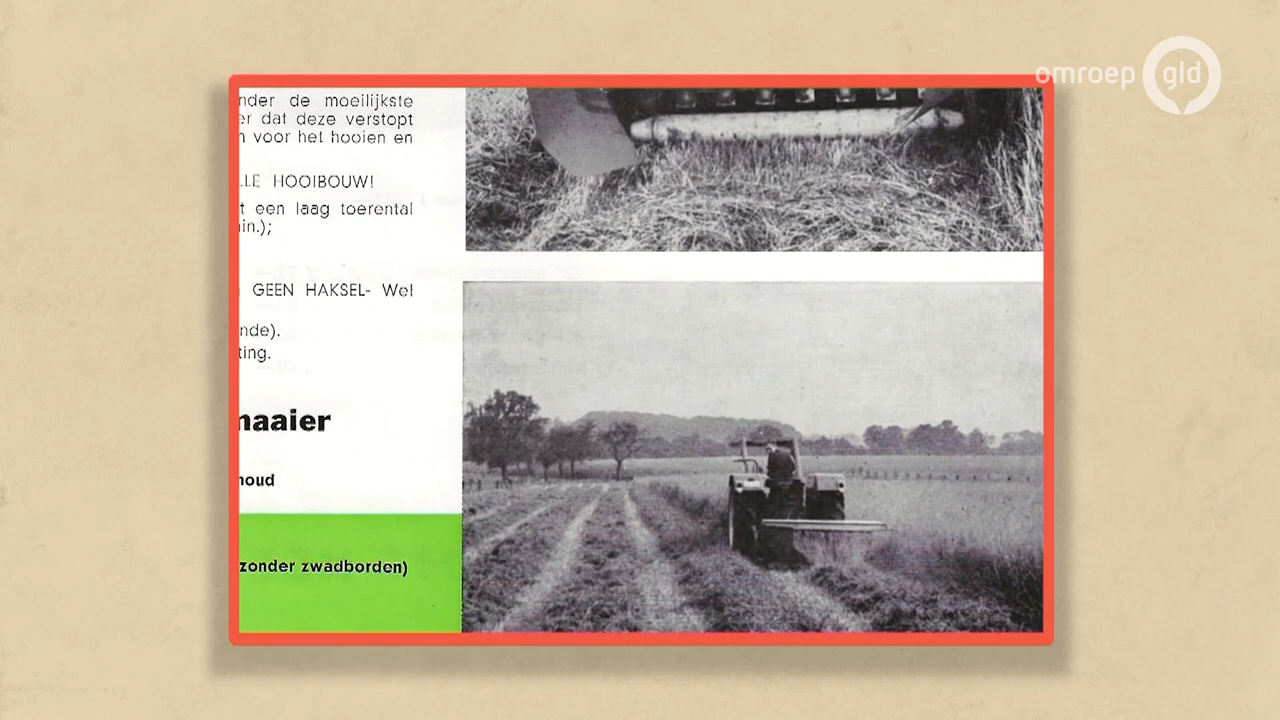 omroep gld
nder de moeilijkste
er dat deze verstopt
voor het hooien en
LLE HOOIBOUW!
t een laag toerental
in.);
GEEN HAKSEL- Wel
nde).
ting.
naaier
houd
zonder zwadborden)